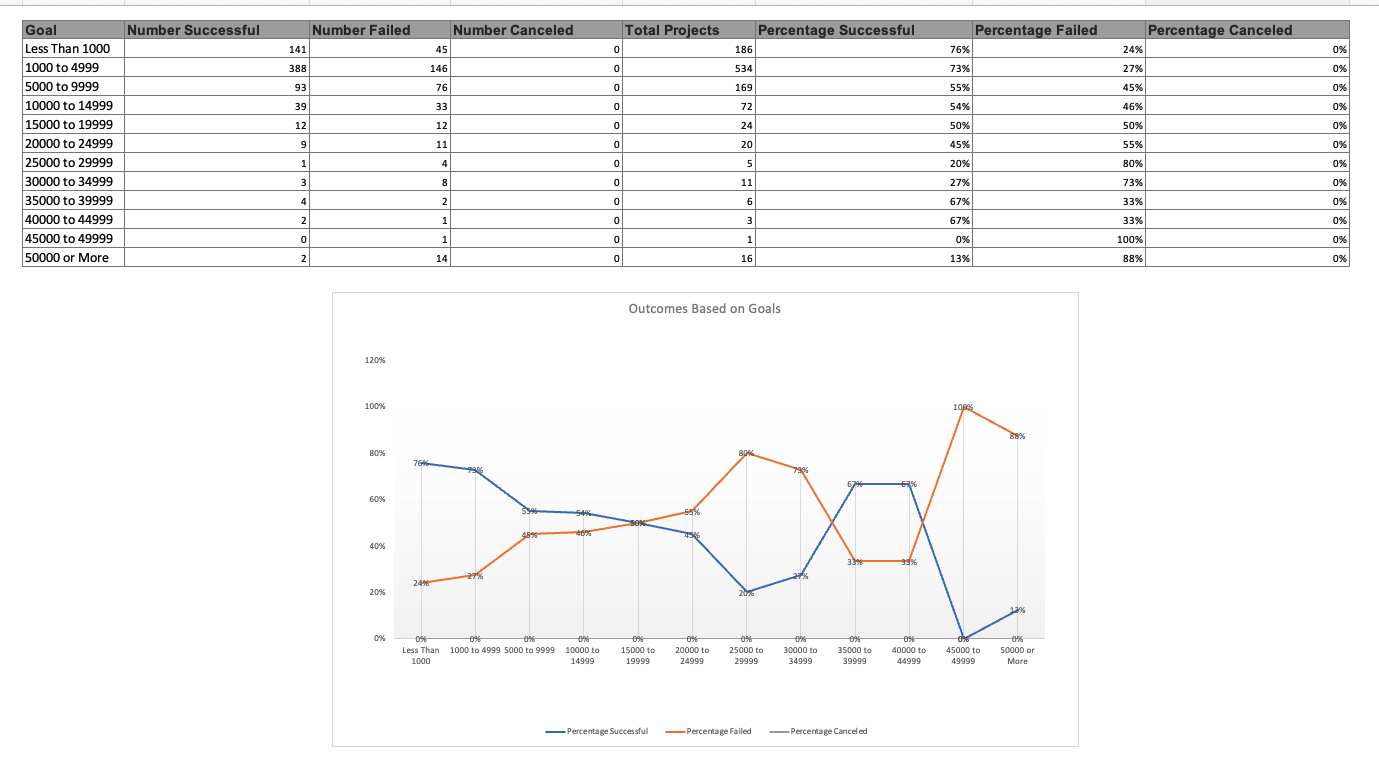 Goal Number Successful Number Failed Number Canceled Total Projects Percentage Successful Percentage Failed Percentage Canceled
Less Than 1000 141 45 0 186 76% 24% 0%
1000 to 4999 388 146 0 534 73% 27% 0%
5000 to 9999 93 76 0 169 55% 45% 0%
10000 to 14999 39 33 0 72 54% 46% 0%
15000 to 19999 12 12 0 24 50% 50% 0%
20000 to 24999 9 11 0 20 45% 55% 0%
25000 to 29999 1 4 0 5 20% 80% 0%
30000 to 34999 3 8 0 11 27% 73% 0%
35000 to 39999 4 2 0 6 67% 33% 0%
40000 to 44999 2 1 0 3 67% 33% 0%
45000 to 49999 0 1 0 1 0% 100% 0%
50000 or More 2 14 0 16 13% 88% 0%
Outcomes Based on Goals
120%
100%
80%
60%
40%
20%
0%
76% 73% 55% 54% 50% 45% 20% 27% 67% 67% 0% 13%
24% 27% 45% 46% 50% 55% 80% 73% 33% 33% 100% 88%
0% 0% 0% 0% 0% 0% 0% 0% 0% 0% 0% 0%
Less Than 1000 to 4999 5000 to 9999 10000 to 15000 to 20000 to 25000 to 30000 to 35000 to 40000 to 45000 to 50000 or
1000 14999 19999 24999 29999 34999 39999 44999 49999 More
Percentage Successful Percentage Failed Percentage Canceled